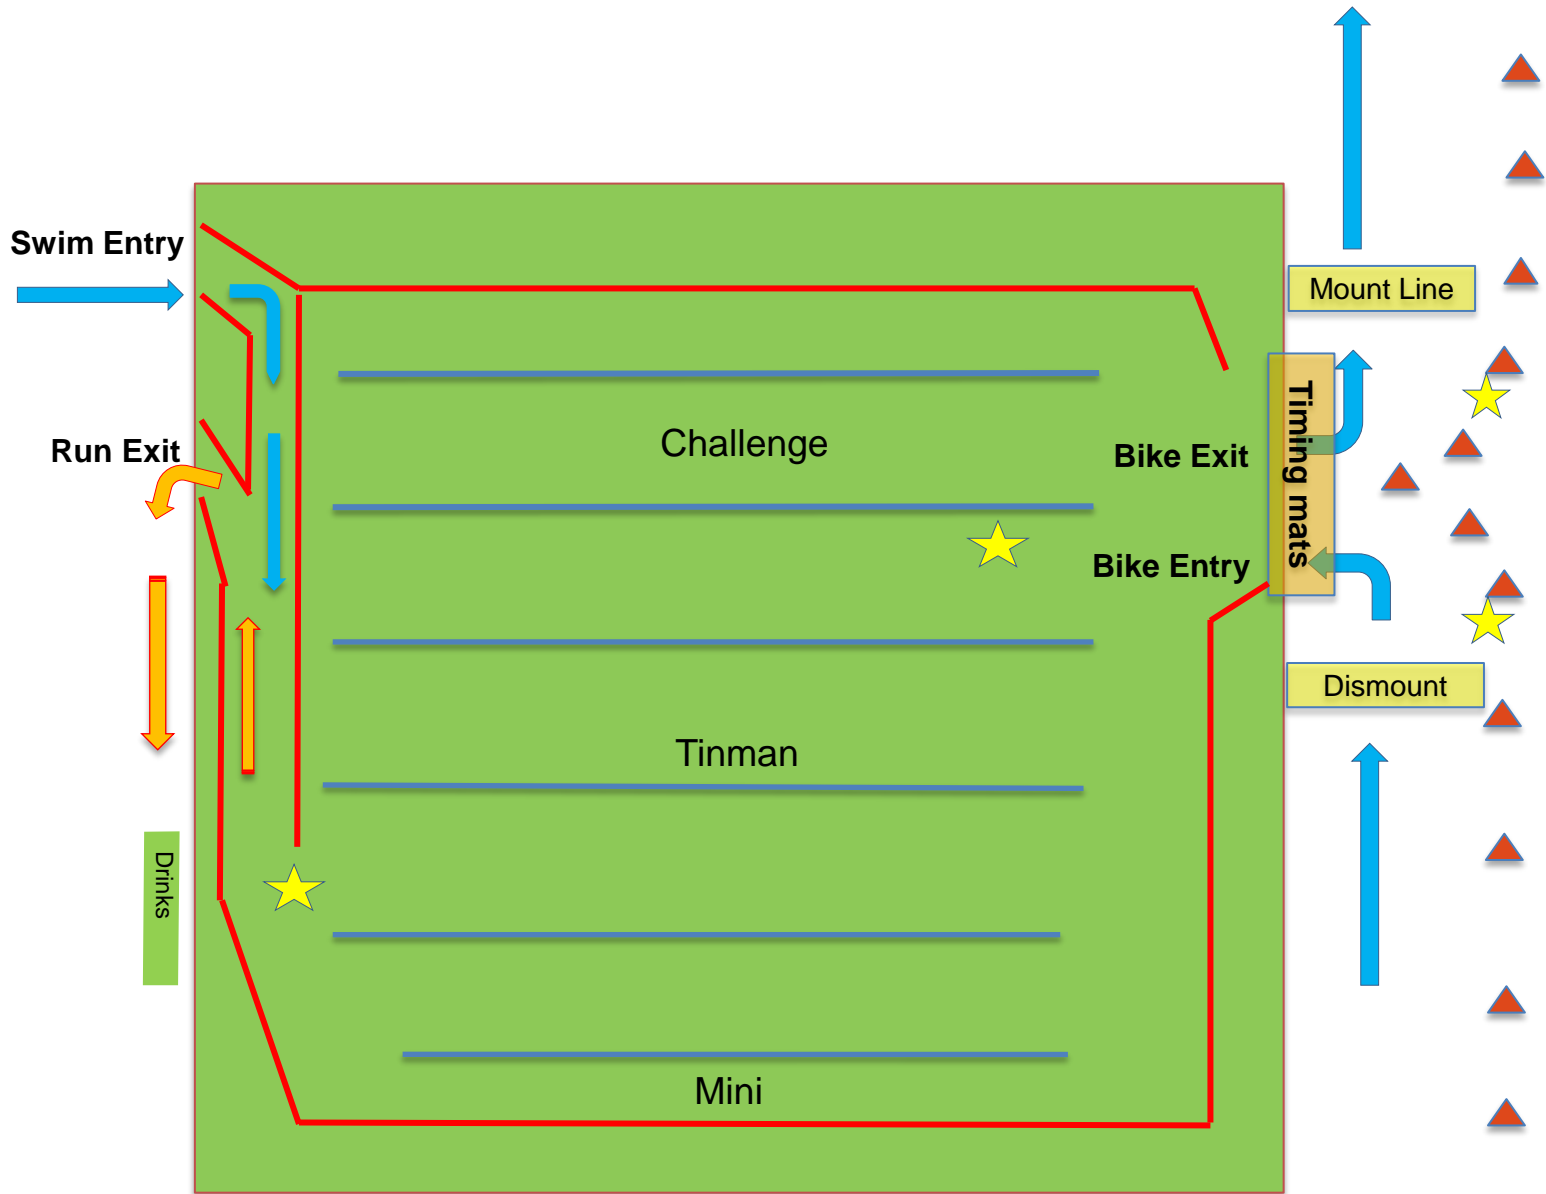 Swim Entry
Mount Line
Challenge
Run Exit
Bike Exit
Timing mats
Bike Entry
Dismount
Tinman
Drinks
Mini